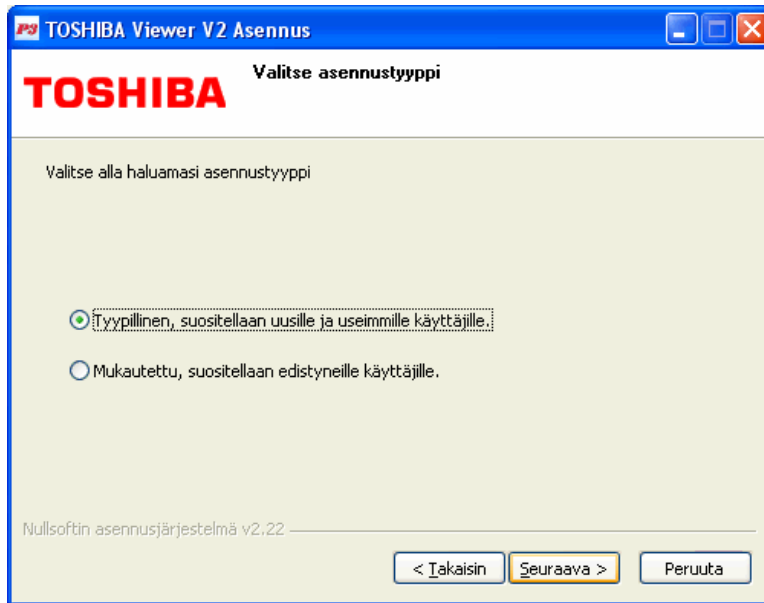 TOSHIBA Viewer V2 Asennus
TOSHIBA
Valitse asennustyyppi
Valitse alla haluamasi asennustyyppi
Tyypillinen, suositellaan uusille ja useimmille käyttäjille.
Mukautettu, suositellaan edistyneille käyttäjille.
Nullsoftin asennusjärjestelmä v2.22
< Takaisin
Seuraava >
Peruuta